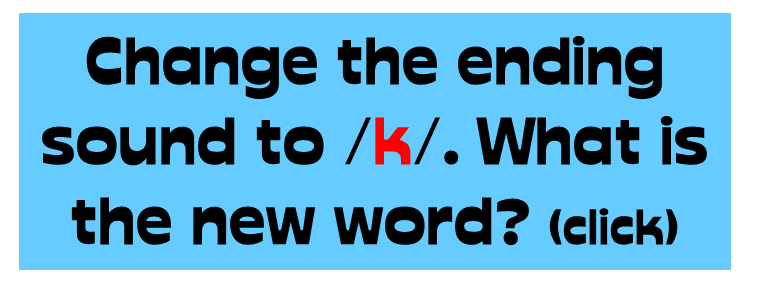 Change the ending
sound to /k/. What is
the new word? (click)